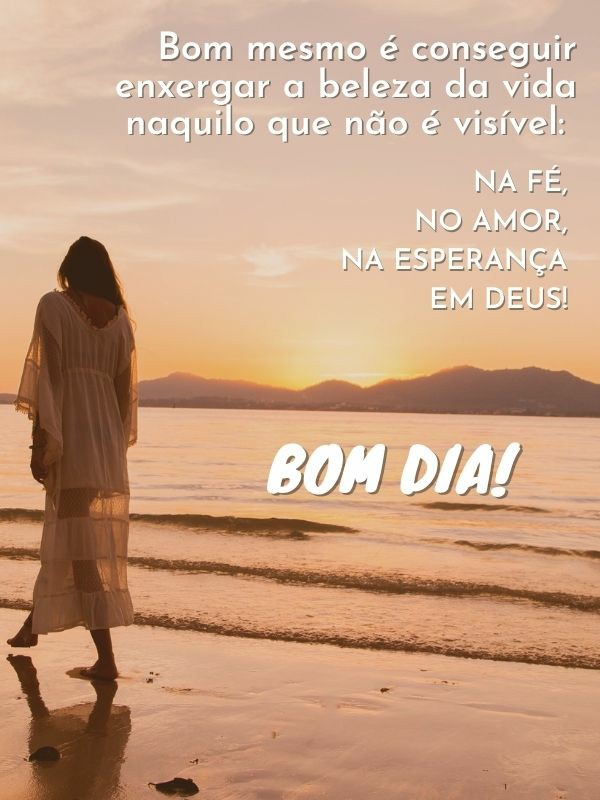 Bom mesmo é conseguir
enxergar a beleza da vida
naquilo que não é visível:
NA FÉ,
NO AMOR,
NA ESPERANÇA
EM DEUS!
BOM DIA!